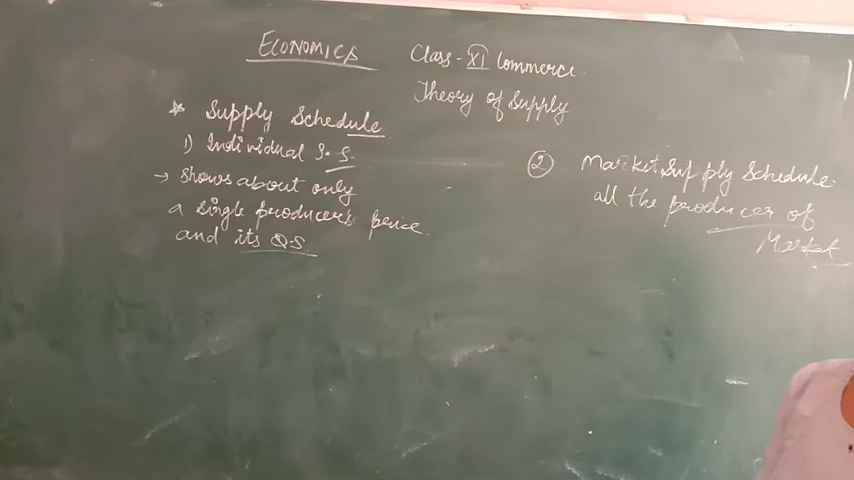 ECONOMICS
Class - XI Commerce
Theory of Supply
* Supply Schedule
1) Individual S.S.
→ Shows about only
a single producer's price
and its Q.S.
② Market Supply Schedule.
all the producer of
Market